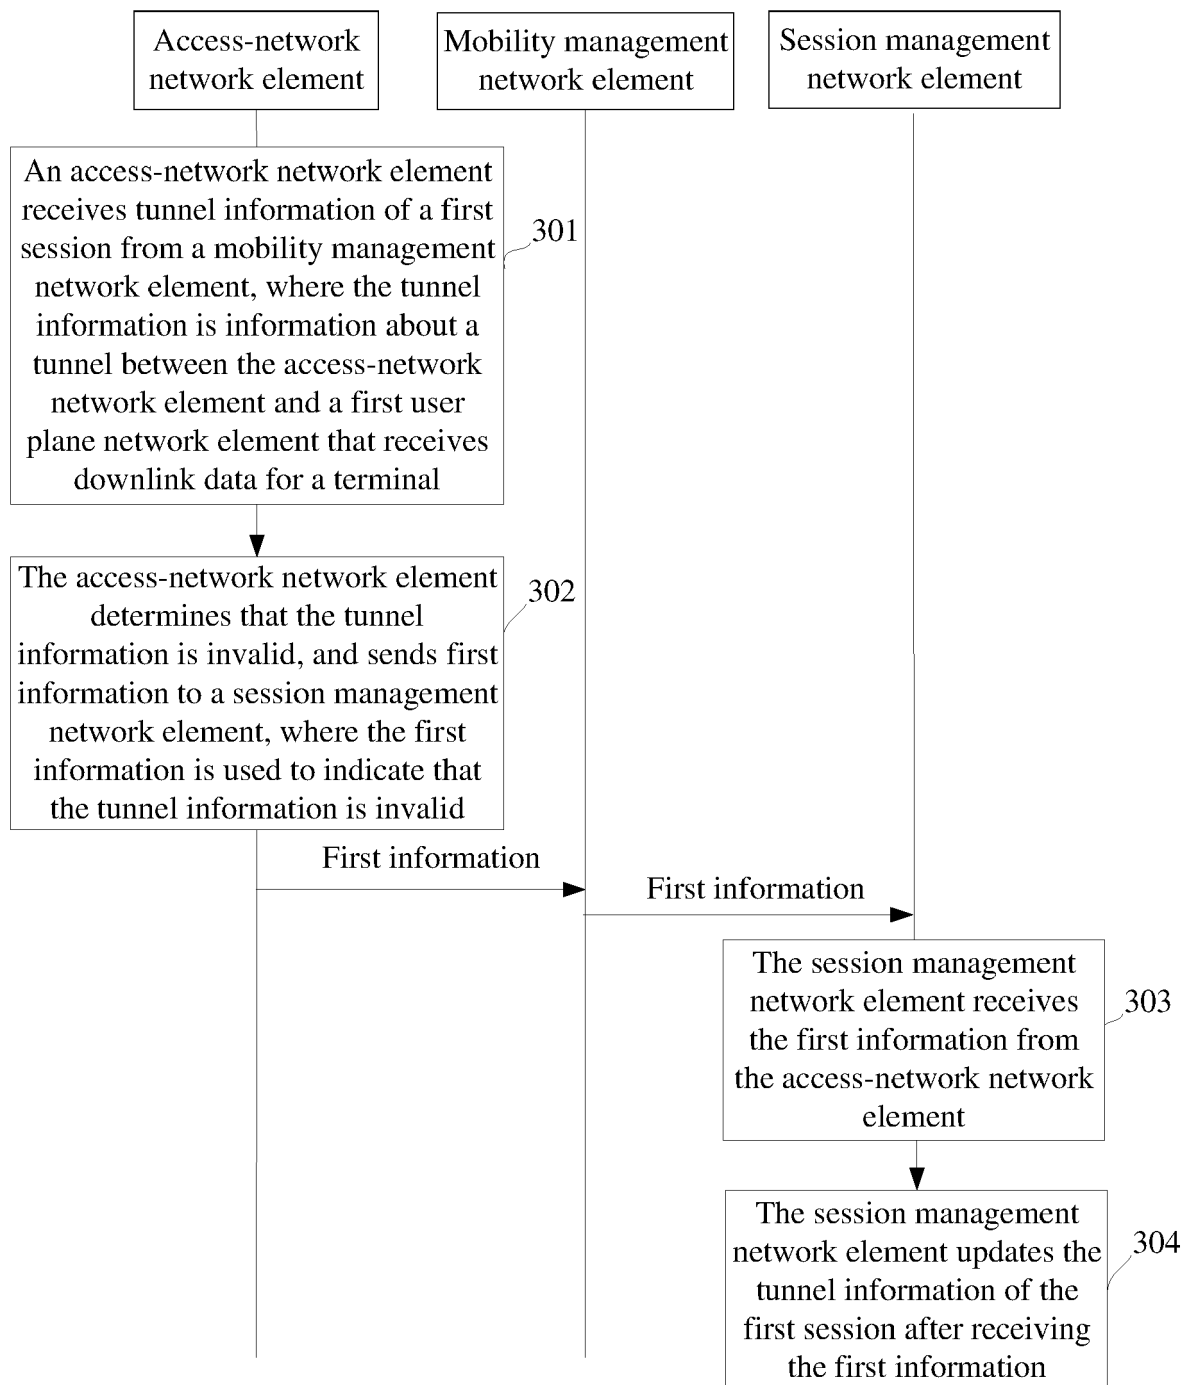 Access-network
network element
Mobility management
network element
Session management
network element
An access-network network element
receives tunnel information of a first
session from a mobility management
network element, where the tunnel
information is information about a
tunnel between the access-network
network element and a first user
plane network element that receives
downlink data for a terminal
301
The access-network network element
determines that the tunnel
information is invalid, and sends first
information to a session management
network element, where the first
information is used to indicate that
the tunnel information is invalid
302
First information
First information
The session management
network element receives
the first information from
the access-network network
element
303
The session management
network element updates the
tunnel information of the
first session after receiving
the first information
304